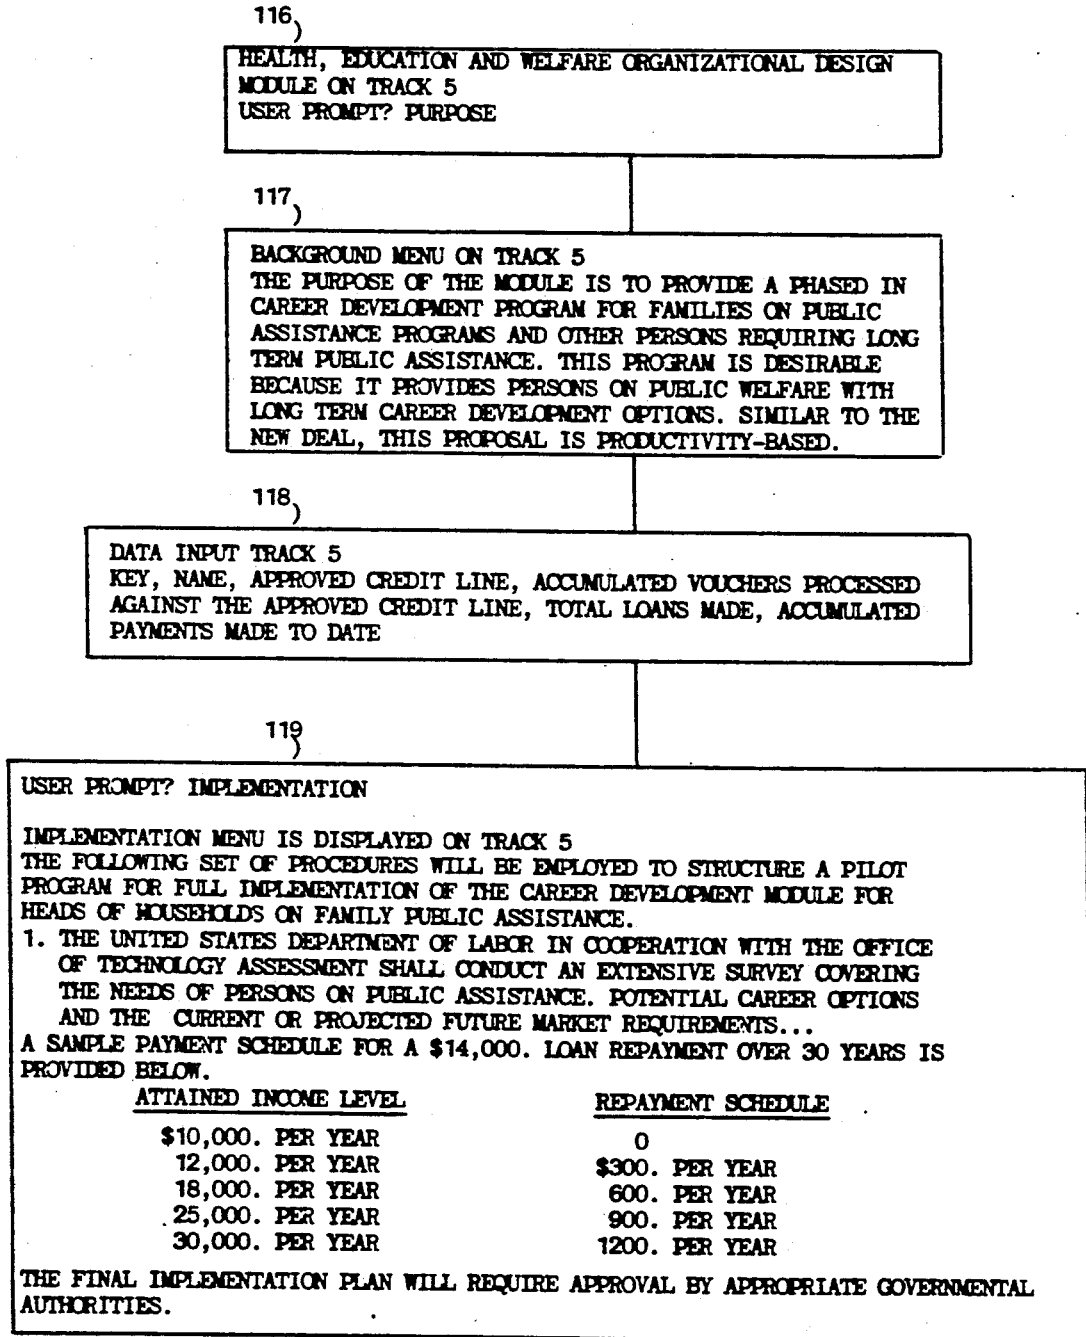 116
HEALTH, EDUCATION AND WELFARE ORGANIZATIONAL DESIGN
MODULE ON TRACK 5
USER PROMPT? PURPOSE
117
BACKGROUND MENU ON TRACK 5
THE PURPOSE OF THE MODULE IS TO PROVIDE A PHASED IN
CAREER DEVELOPMENT PROGRAM FOR FAMILIES ON PUBLIC
ASSISTANCE PROGRAMS AND OTHER PERSONS REQUIRING LONG
TERM PUBLIC ASSISTANCE. THIS PROGRAM IS DESIRABLE
BECAUSE IT PROVIDES PERSONS ON PUBLIC WELFARE WITH
LONG TERM CAREER DEVELOPMENT OPTIONS. SIMILAR TO THE
NEW DEAL, THIS PROPOSAL IS PRODUCTIVITY-BASED.
118
DATA INPUT TRACK 5
KEY, NAME, APPROVED CREDIT LINE, ACCUMULATED VOUCHERS PROCESSED
AGAINST THE APPROVED CREDIT LINE, TOTAL LOANS MADE, ACCUMULATED
PAYMENTS MADE TO DATE
119
USER PROMPT? IMPLEMENTATION
IMPLEMENTATION MENU IS DISPLAYED ON TRACK 5
THE FOLLOWING SET OF PROCEDURES WILL BE EMPLOYED TO STRUCTURE A PILOT
PROGRAM FOR FULL IMPLEMENTATION OF THE CAREER DEVELOPMENT MODULE FOR
HEADS OF HOUSEHOLDS ON FAMILY PUBLIC ASSISTANCE.
1. THE UNITED STATES DEPARTMENT OF LABOR IN COOPERATION WITH THE OFFICE
OF TECHNOLOGY ASSESSMENT SHALL CONDUCT AN EXTENSIVE SURVEY COVERING
THE NEEDS OF PERSONS ON PUBLIC ASSISTANCE. POTENTIAL CAREER OPTIONS
AND THE CURRENT OR PROJECTED FUTURE MARKET REQUIREMENTS...
A SAMPLE PAYMENT SCHEDULE FOR A $14,000. LOAN REPAYMENT OVER 30 YEARS IS
PROVIDED BELOW.
ATTAINED INCOME LEVEL REPAYMENT SCHEDULE
$10,000. PER YEAR 0
12,000. PER YEAR $300. PER YEAR
18,000. PER YEAR 600. PER YEAR
25,000. PER YEAR 900. PER YEAR
30,000. PER YEAR 1200. PER YEAR
THE FINAL IMPLEMENTATION PLAN WILL REQUIRE APPROVAL BY APPROPRIATE GOVERNMENTAL
AUTHORITIES.